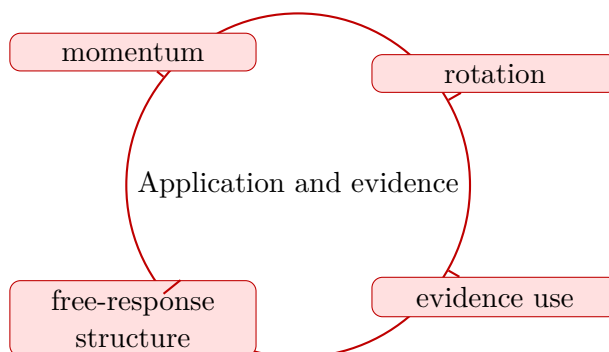 momentum
rotation
Application and evidence
free-response
structure
evidence use